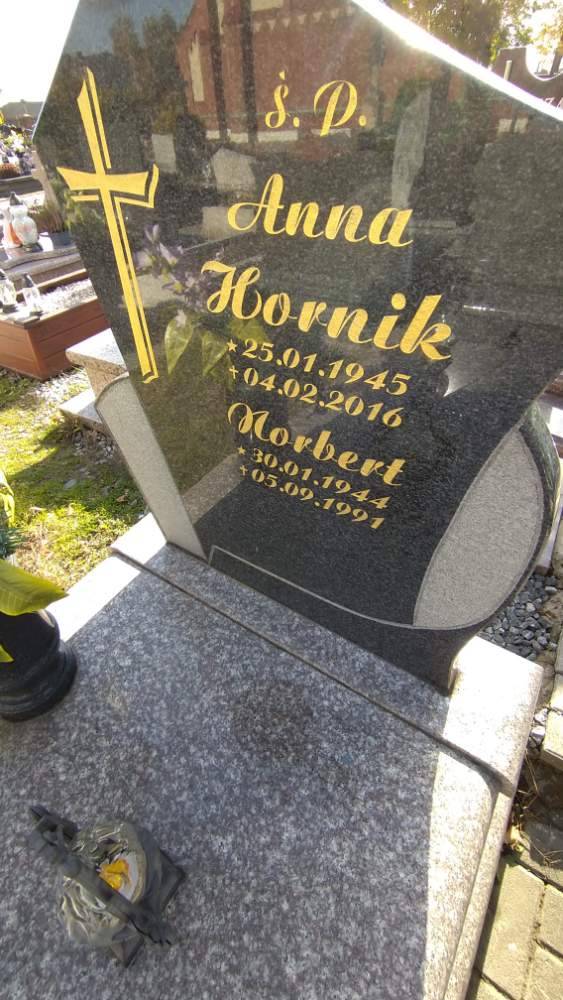 ś. P.
Anna
Hornik
★25.01.1945
✝04.02.2016
Norbert
★30.01.1944
✝05.09.1991